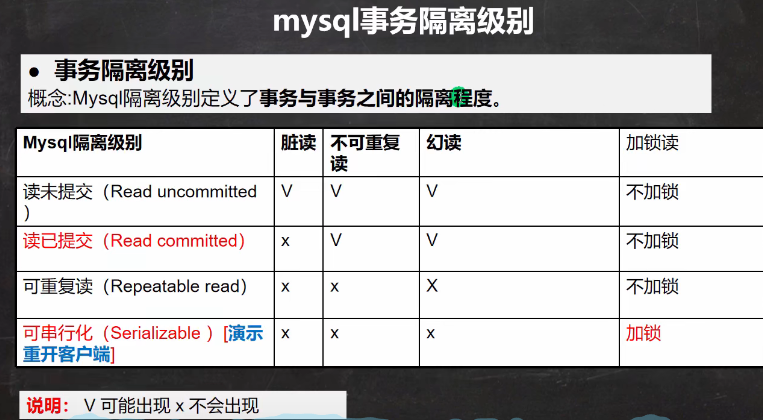 mysql事务隔离级别
● 事务隔离级别
概念:Mysql隔离级别定义了事务与事务之间的隔离程度。
Mysql隔离级别 脏读 不可重复 幻读 加锁读
读
读未提交（Read uncommitted V V V 不加锁
）
读已提交（Read committed） x V V 不加锁
可重复读（Repeatable read） x x X 不加锁
可串行化（Serializable ）[演示 x x x 加锁
重开客户端]
说明： V 可能出现 x 不会出现